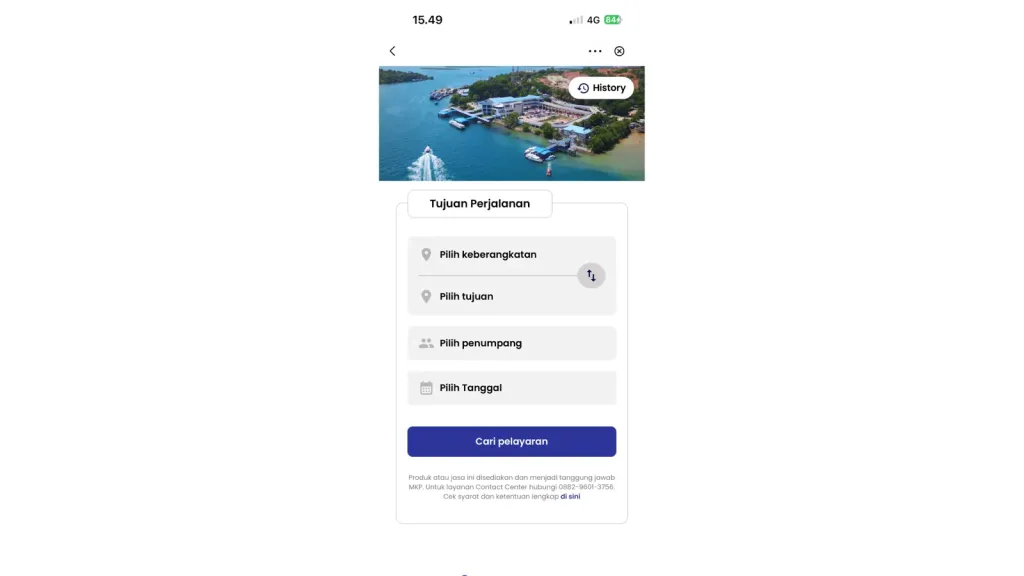 15.49
4G 84
History
Tujuan Perjalanan
Pilih keberangkatan
Pilih tujuan
Pilih penumpang
Pilih Tanggal
Cari pelayaran
Produk atau jasa ini disediakan dan menjadi tanggung jawab
MKP. Untuk layanan Contact Center hubungi 0882-9601-3756.
Cek syarat dan ketentuan lengkap di sini